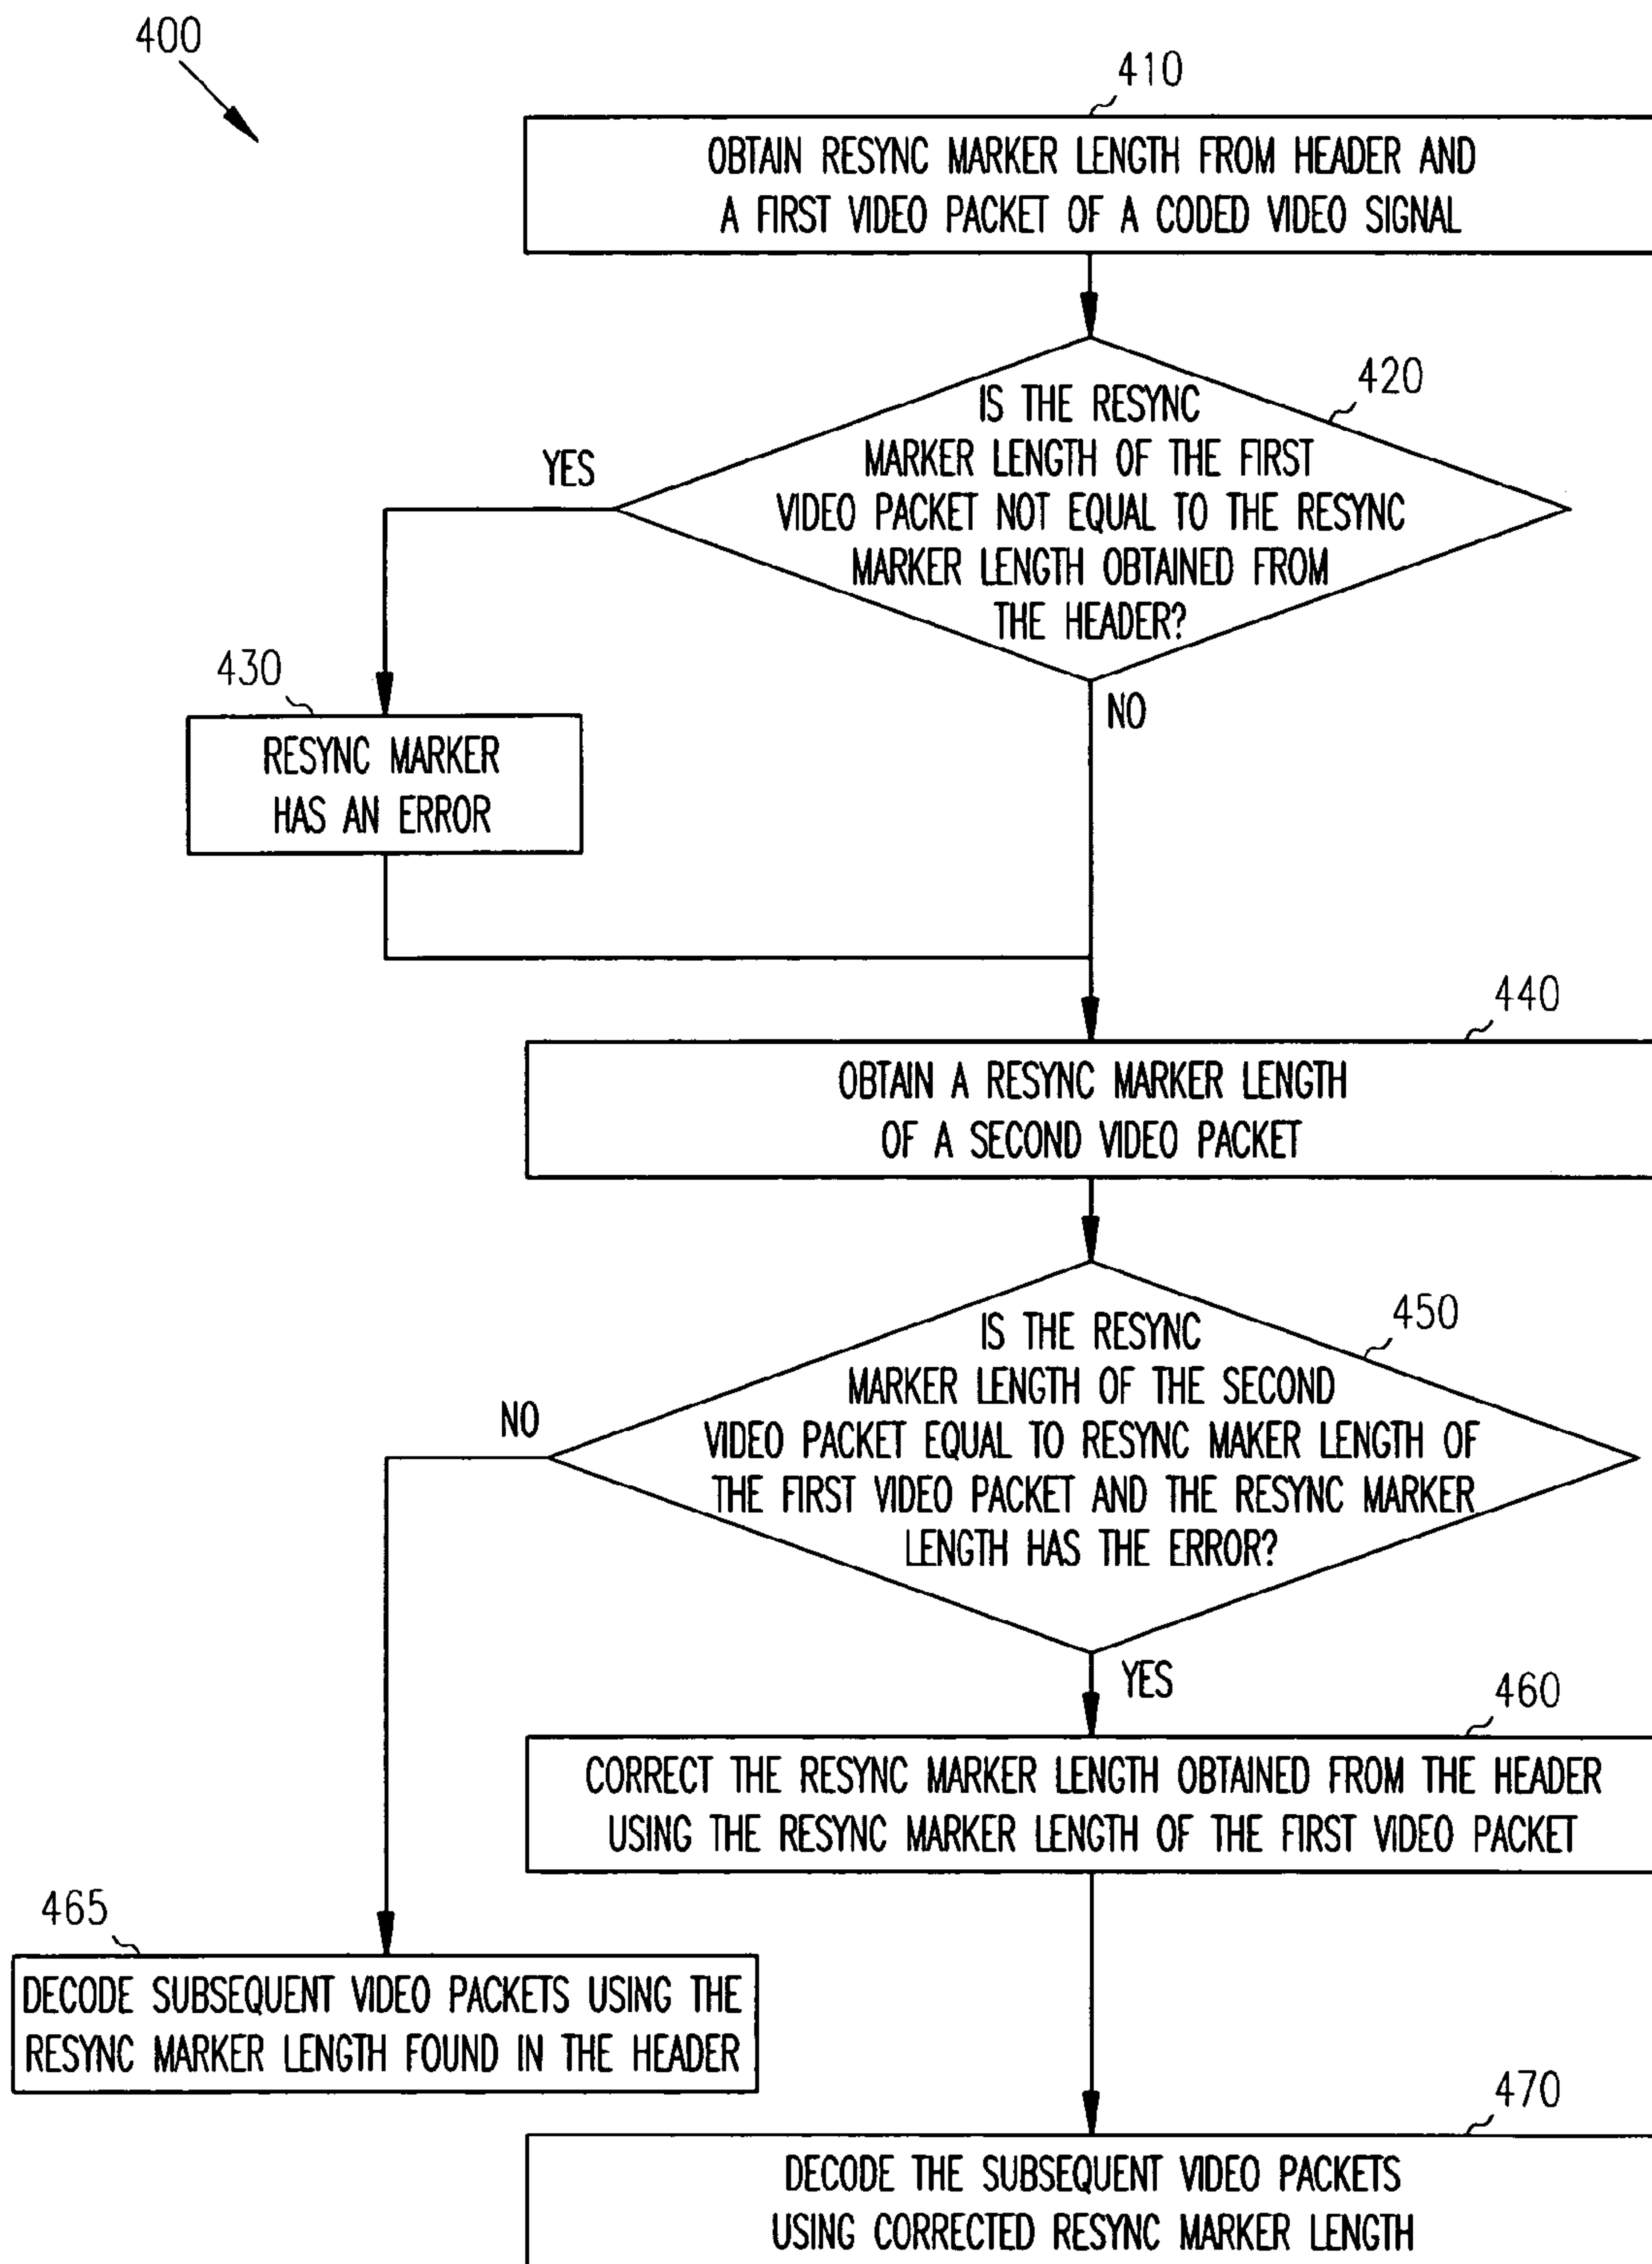 400
410
OBTAIN RESYNC MARKER LENGTH FROM HEADER AND
A FIRST VIDEO PACKET OF A CODED VIDEO SIGNAL
420
IS THE RESYNC
MARKER LENGTH OF THE FIRST
VIDEO PACKET NOT EQUAL TO THE RESYNC
MARKER LENGTH OBTAINED FROM
THE HEADER?
YES
NO
430
RESYNC MARKER
HAS AN ERROR
440
OBTAIN A RESYNC MARKER LENGTH
OF A SECOND VIDEO PACKET
450
IS THE RESYNC
MARKER LENGTH OF THE SECOND
VIDEO PACKET EQUAL TO RESYNC MAKER LENGTH OF
THE FIRST VIDEO PACKET AND THE RESYNC MARKER
LENGTH HAS THE ERROR?
NO
YES
460
CORRECT THE RESYNC MARKER LENGTH OBTAINED FROM THE HEADER
USING THE RESYNC MARKER LENGTH OF THE FIRST VIDEO PACKET
465
DECODE SUBSEQUENT VIDEO PACKETS USING THE
RESYNC MARKER LENGTH FOUND IN THE HEADER
470
DECODE THE SUBSEQUENT VIDEO PACKETS
USING CORRECTED RESYNC MARKER LENGTH